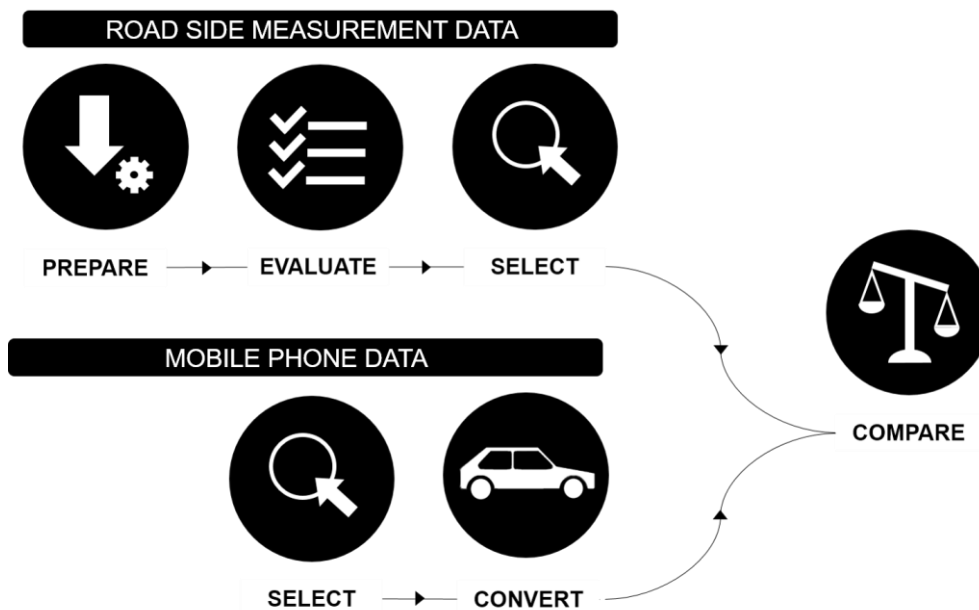 ROAD SIDE MEASUREMENT DATA
PREPARE
EVALUATE
SELECT
MOBILE PHONE DATA
COMPARE
SELECT
CONVERT